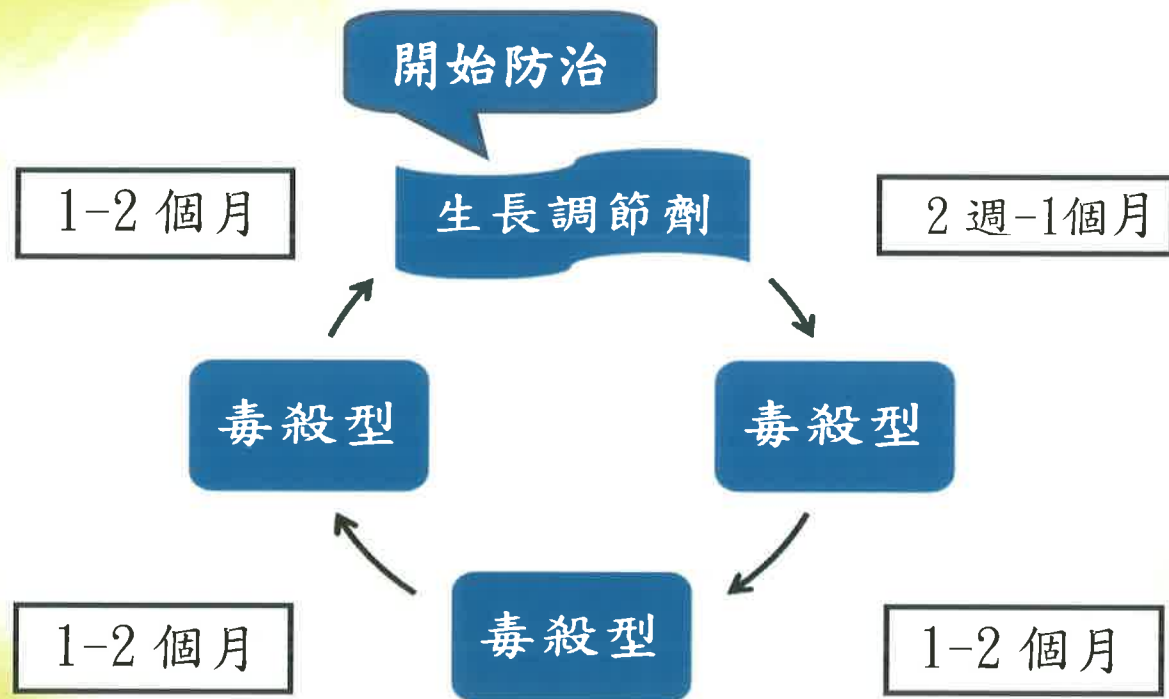 開始防治
1-2 個月
生長調節劑
2 週-1個月
毒殺型
毒殺型
1-2 個月
毒殺型
1-2 個月